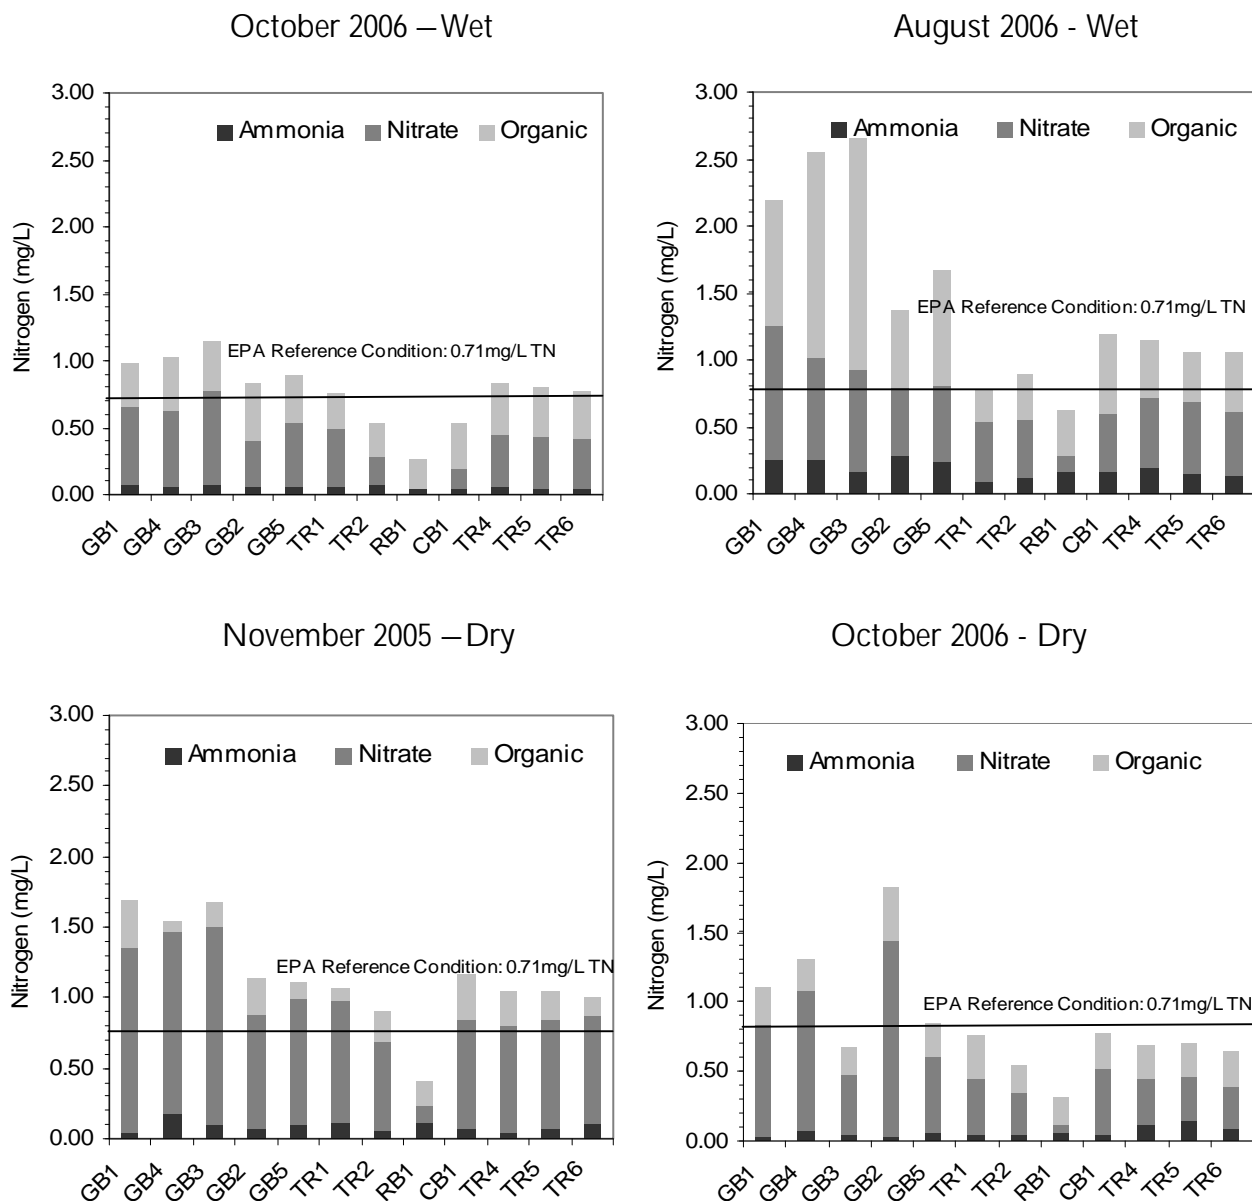 October 2006 – Wet
3.00
2.50
2.00
1.50
1.00
0.50
0.00
Nitrogen (mg/L)
Ammonia Nitrate Organic
EPA Reference Condition: 0.71mg/L TN
GB1 GB4 GB3 GB2 GB5 TR1 TR2 RB1 CB1 TR4 TR5 TR6
August 2006 - Wet
3.00
2.50
2.00
1.50
1.00
0.50
0.00
Nitrogen (mg/L)
Ammonia Nitrate Organic
EPA Reference Condition: 0.71mg/L TN
GB1 GB4 GB3 GB2 GB5 TR1 TR2 RB1 CB1 TR4 TR5 TR6
November 2005 – Dry
3.00
2.50
2.00
1.50
1.00
0.50
0.00
Nitrogen (mg/L)
Ammonia Nitrate Organic
EPA Reference Condition: 0.71mg/L TN
GB1 GB4 GB3 GB2 GB5 TR1 TR2 RB1 CB1 TR4 TR5 TR6
October 2006 - Dry
3.00
2.50
2.00
1.50
1.00
0.50
0.00
Nitrogen (mg/L)
Ammonia Nitrate Organic
EPA Reference Condition: 0.71mg/L TN
GB1 GB4 GB3 GB2 GB5 TR1 TR2 RB1 CB1 TR4 TR5 TR6